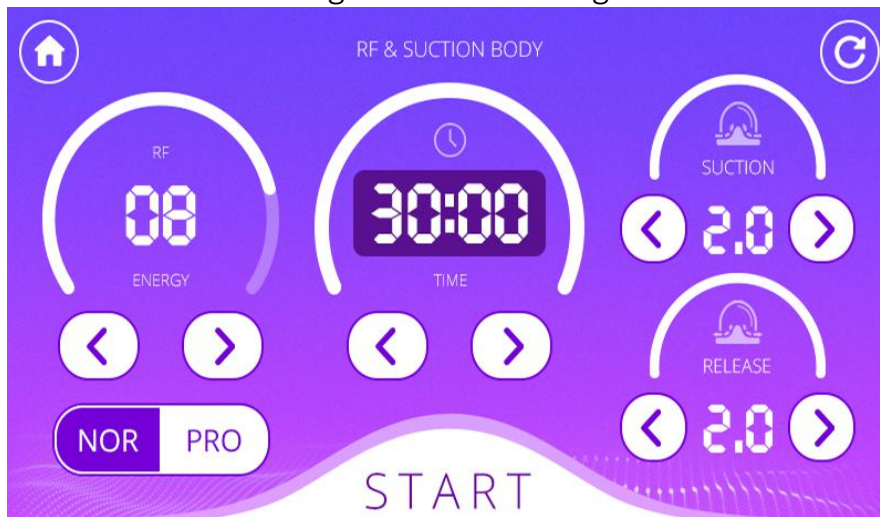 RF & SUCTION BODY
RF
08
ENERGY
30:00
TIME
SUCTION
2.0
RELEASE
2.0
NOR PRO
START